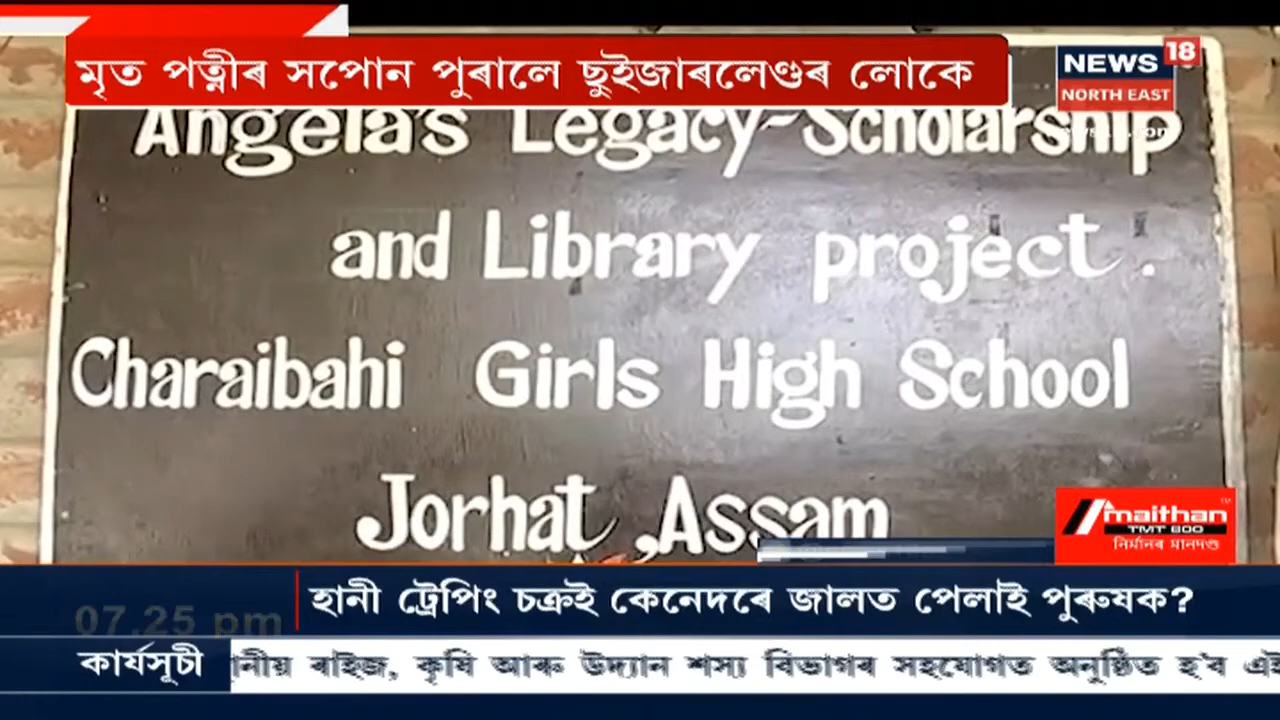 মৃত পত্নীৰ সপোন পুৰালে ছুইজাৰলেণ্ডৰ লোকে
NEWS 18
NORTH EAST
Angela's Legacy-Scholarship
and Library project.
Charaibahi Girls High School
Jorhat, Assam
maithan
TMT 800
নিৰ্মানৰ মানদণ্ড
07.25 pm
হানী ট্ৰেপিং চক্ৰই কেনেদৰে জালত পেলাই পুৰুষক?
কাৰ্যসূচী
ৰাইজ, কৃষি আৰু উদ্যান শস্য বিভাগৰ সহযোগত অনুষ্ঠিত হ'ব